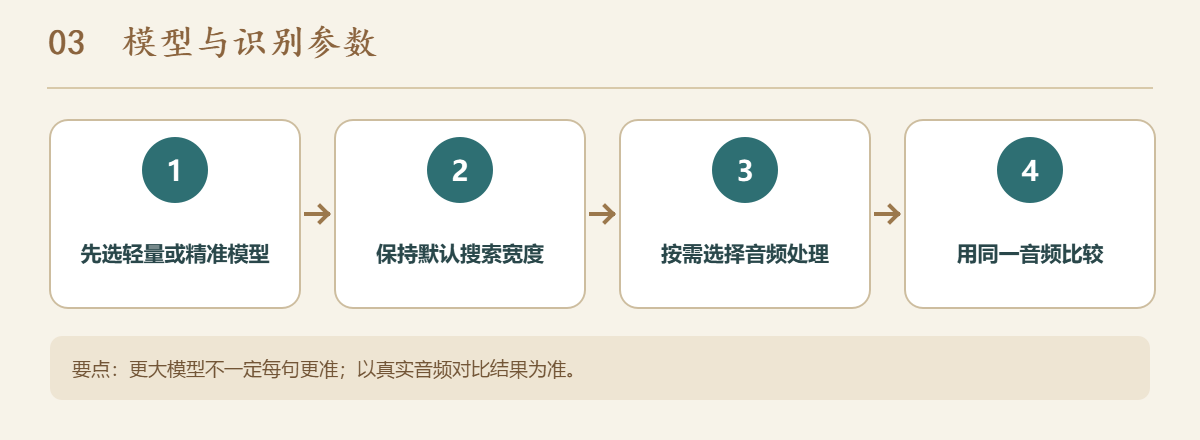 03 模型与识别参数
1
先选轻量或精准模型
2
保持默认搜索宽度
3
按需选择音频处理
4
用同一音频比较
要点：更大模型不一定每句更准；以真实音频对比结果为准。